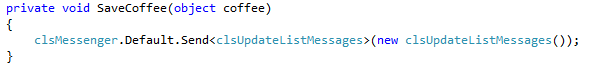 private void SaveCoffee(object coffee)
{
    clsMessenger.Default.Send<clsUpdateListMessages>(new clsUpdateListMessages());
}